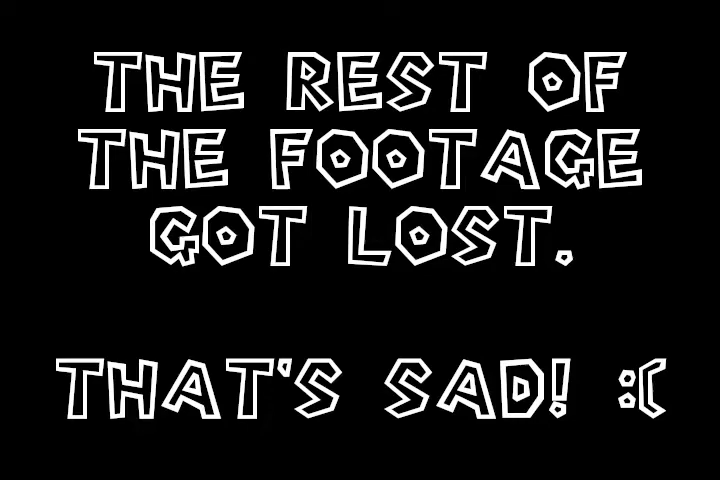 THE REST OF
THE FOOTAGE
GOT LOST.
THAT'S SAD! :(